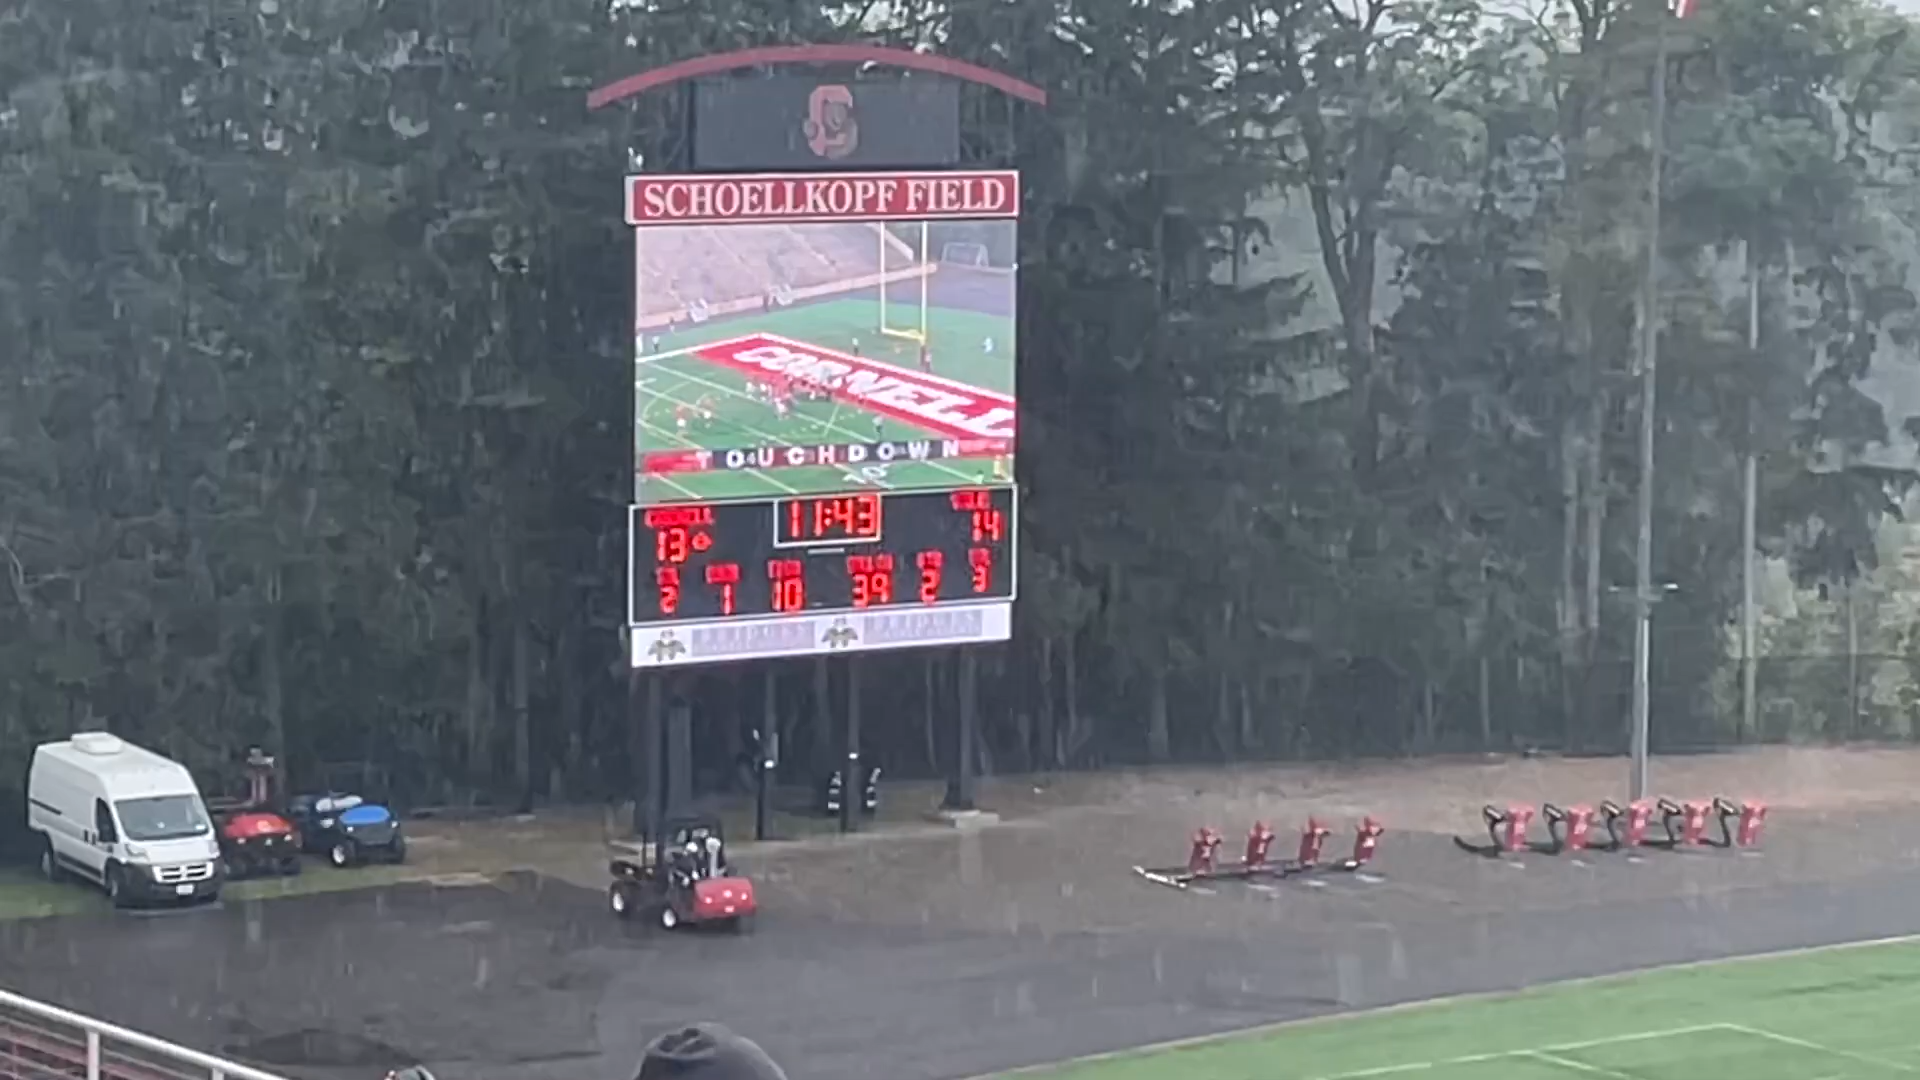 SCHOELLKOPF FIELD
CORNELL
TOUCHDOWN
CORNELL 11:43
13 14
2 1 10 39 2 3